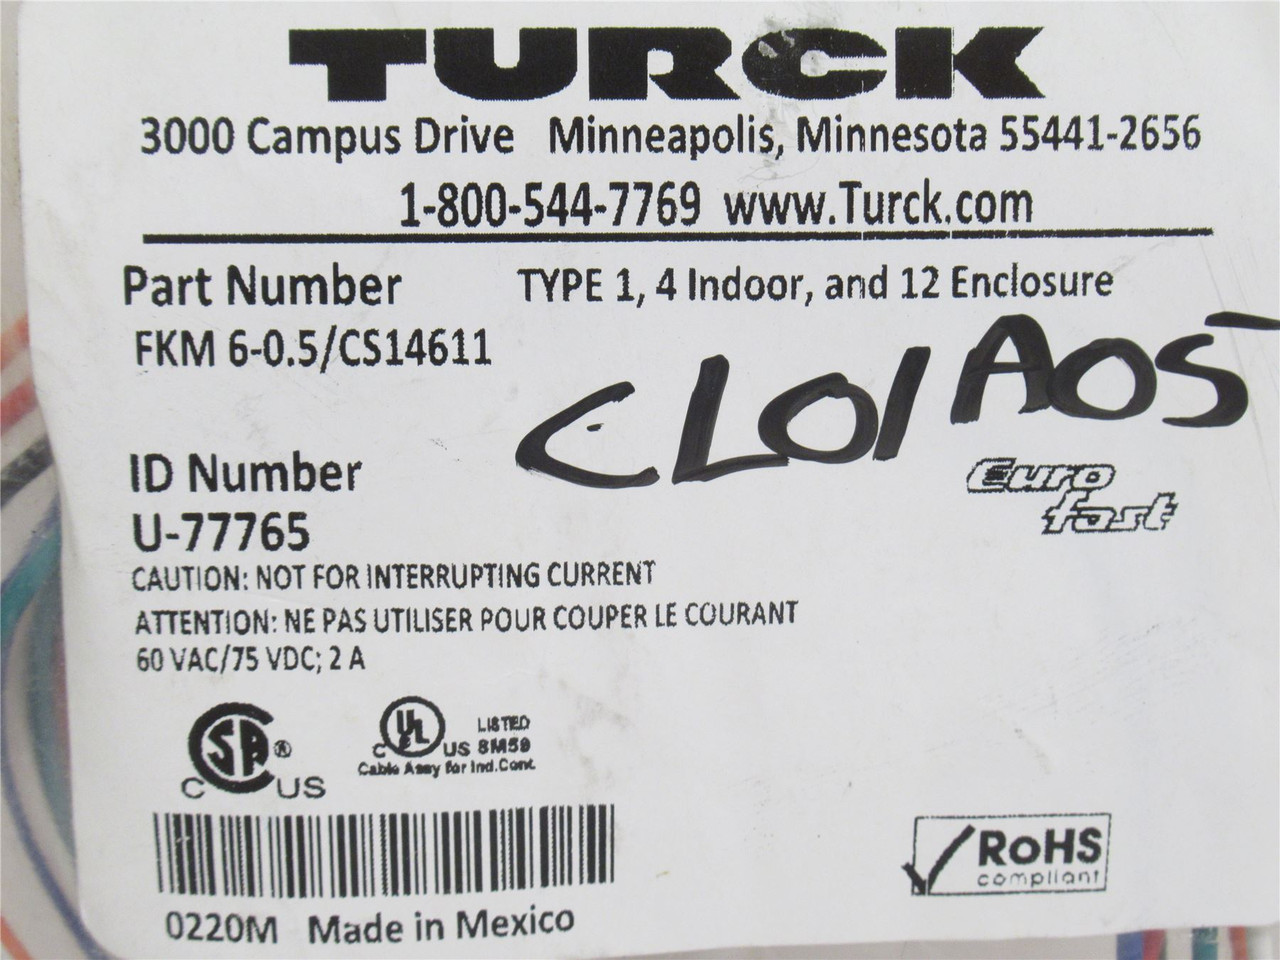 TURCK
3000 Campus Drive Minneapolis, Minnesota 55441-2656
1-800-544-7769 www.Turck.com
Part Number
TYPE 1, 4 Indoor, and 12 Enclosure
FKM 6-0.5/CS14611
CL01A05
ID Number
Euro
fast
U-77765
CAUTION: NOT FOR INTERRUPTING CURRENT
ATTENTION: NE PAS UTILISER POUR COUPER LE COURANT
60 VAC/75 VDC; 2 A
CSA® C US
C UL US LISTED 8M59
Cable Assy for Ind.Cont.
RoHS
compliant
0220M Made in Mexico